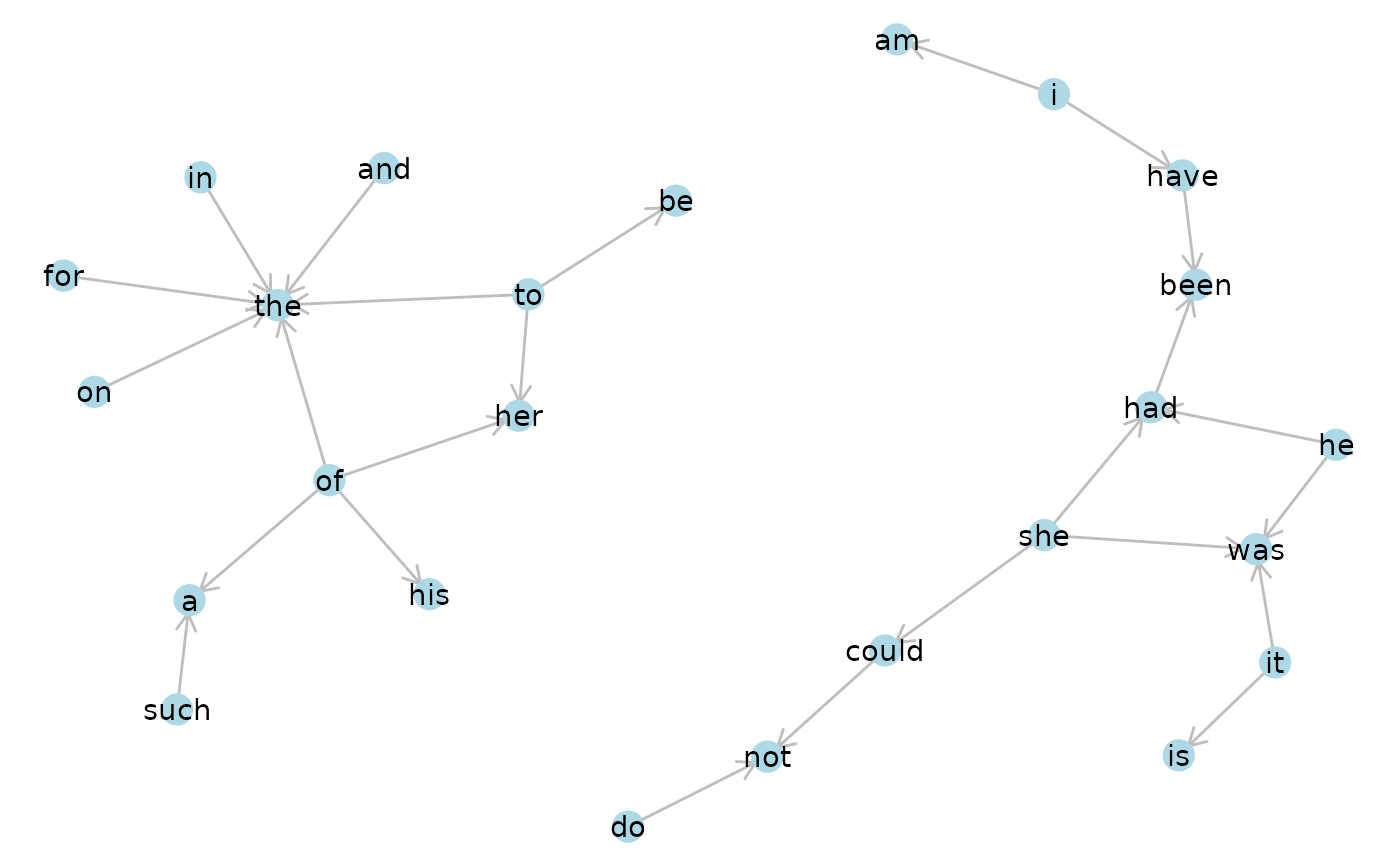 am
i
in
and
have
be
for
the
to
been
on
her
had
he
of
she
was
a
his
could
it
such
not
is
do